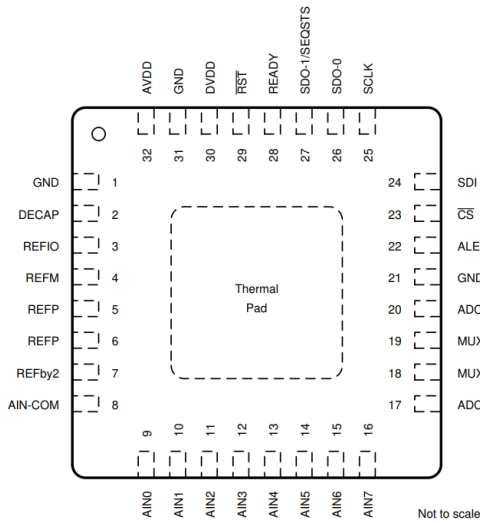 AVDD
GND
DVDD
RST
READY
SDO-1/SEQSTS
SDO-0
SCLK
32
31
30
29
28
27
26
25
GND 1
DECAP 2
REFIO 3
REFM 4
REFP 5
REFP 6
REFby2 7
AIN-COM 8
Thermal
Pad
24 SDI
23 CS
22 ALE
21 GND
20 ADC
19 MUX
18 MUX
17 ADC
9
10
11
12
13
14
15
16
AIN0
AIN1
AIN2
AIN3
AIN4
AIN5
AIN6
AIN7
Not to scale